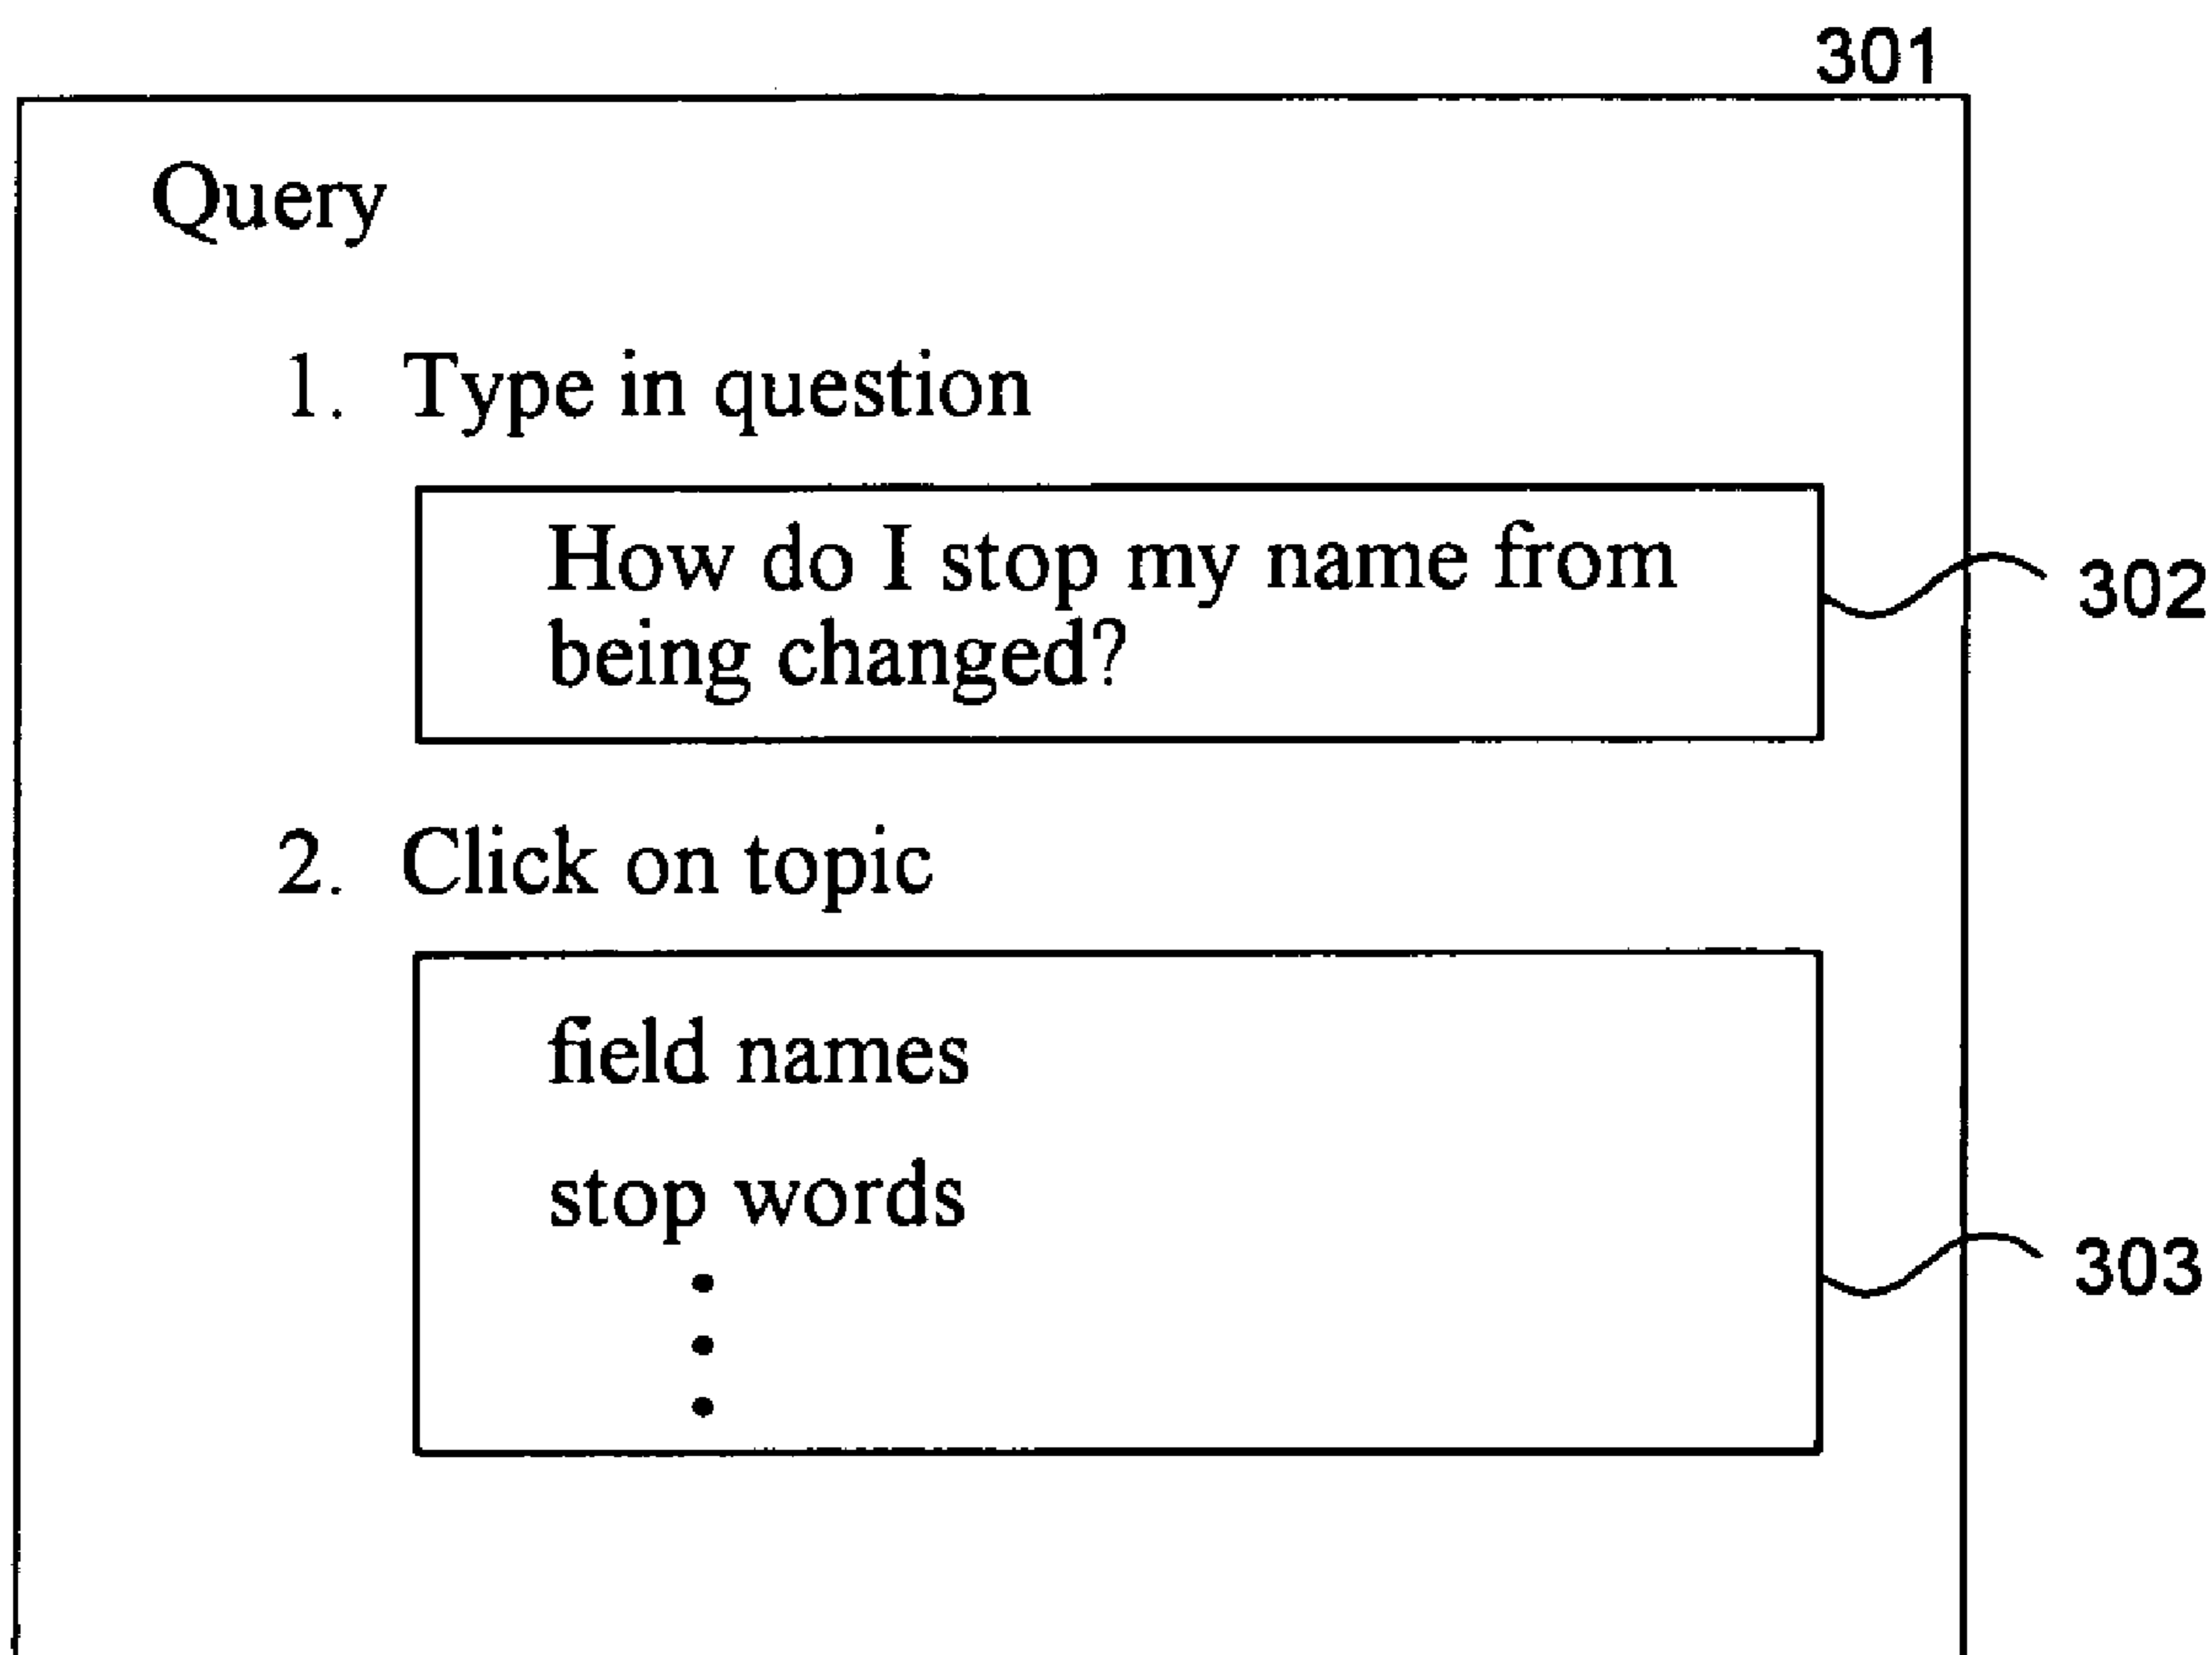 301
Query
1. Type in question
How do I stop my name from
being changed?
302
2. Click on topic
field names
stop words
303